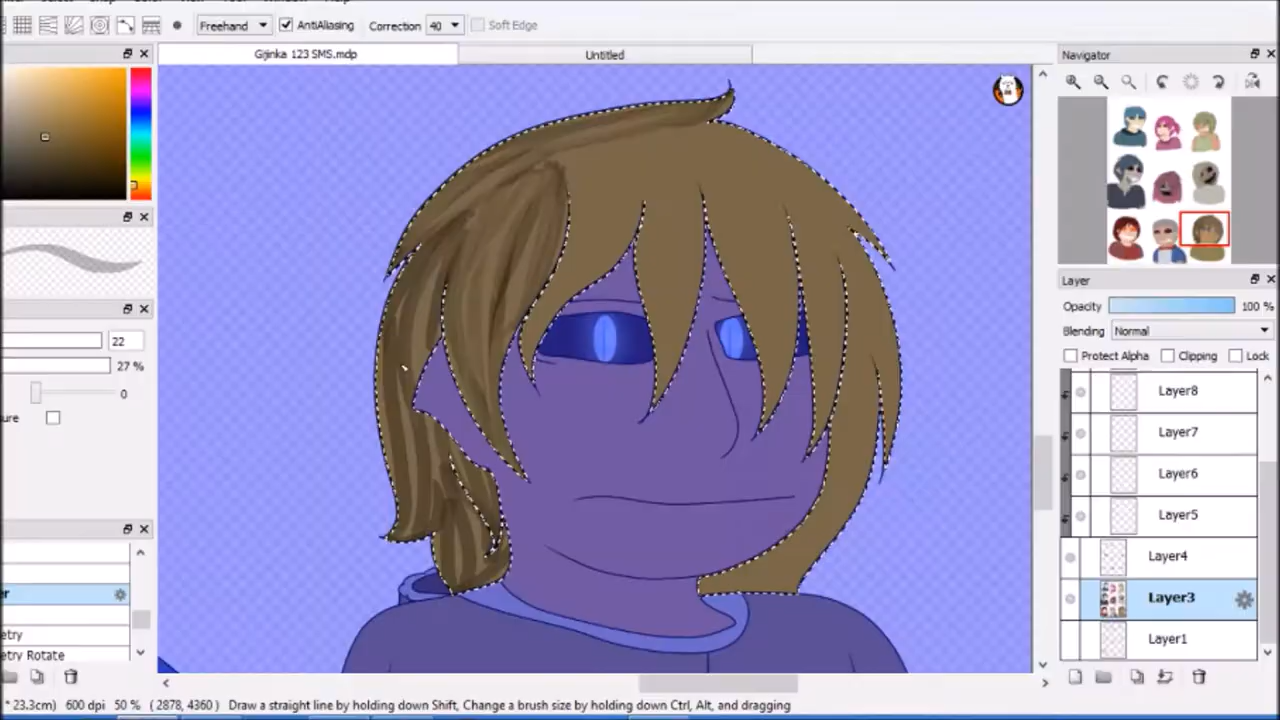 Freehand AntiAliasing Correction 40 Soft Edge
Gijinka 123 SMS.mdp Untitled Navigator
22
27 %
0
ure
er
etry
etry Rotate
Layer
Opacity 100 %
Blending Normal
Protect Alpha Clipping Lock
Layer8
Layer7
Layer6
Layer5
Layer4
Layer3
Layer1
* 23.3cm) 600 dpi 50 % ( 2878, 4360 ) Draw a straight line by holding down Shift, Change a brush size by holding down Ctrl, Alt, and dragging